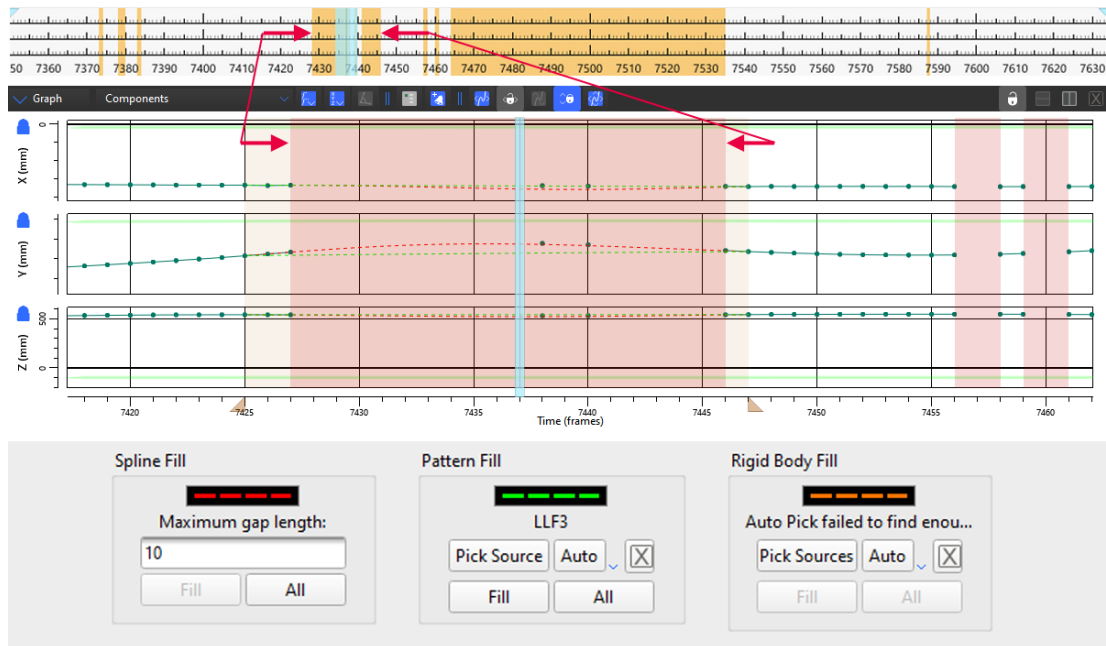 50 7360 7370 7380 7390 7400 7410 7420 7430 7440 7450 7460 7470 7480 7490 7500 7510 7520 7530 7540 7550 7560 7570 7580 7590 7600 7610 7620 7630
Graph Components
0
X (mm)
Y (mm)
500
0
Z (mm)
7420 7425 7430 7435 7440 7445 7450 7455 7460
Time (frames)
Spline Fill
Maximum gap length:
10
Fill All
Pattern Fill
LLF3
Pick Source Auto X
Fill All
Rigid Body Fill
Auto Pick failed to find enou...
Pick Sources Auto X
Fill All